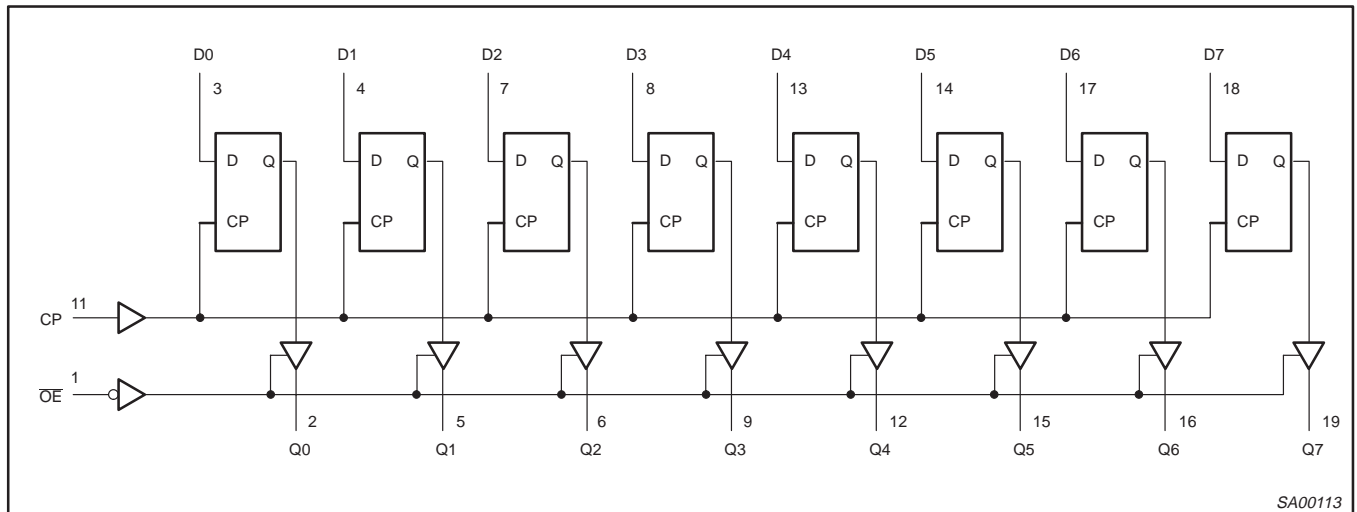 D0 D1 D2 D3 D4 D5 D6 D7
3 4 7 8 13 14 17 18
D Q D Q D Q D Q D Q D Q D Q D Q
CP CP CP CP CP CP CP CP
CP 11
OE 1
2 5 6 9 12 15 16 19
Q0 Q1 Q2 Q3 Q4 Q5 Q6 Q7
SA00113